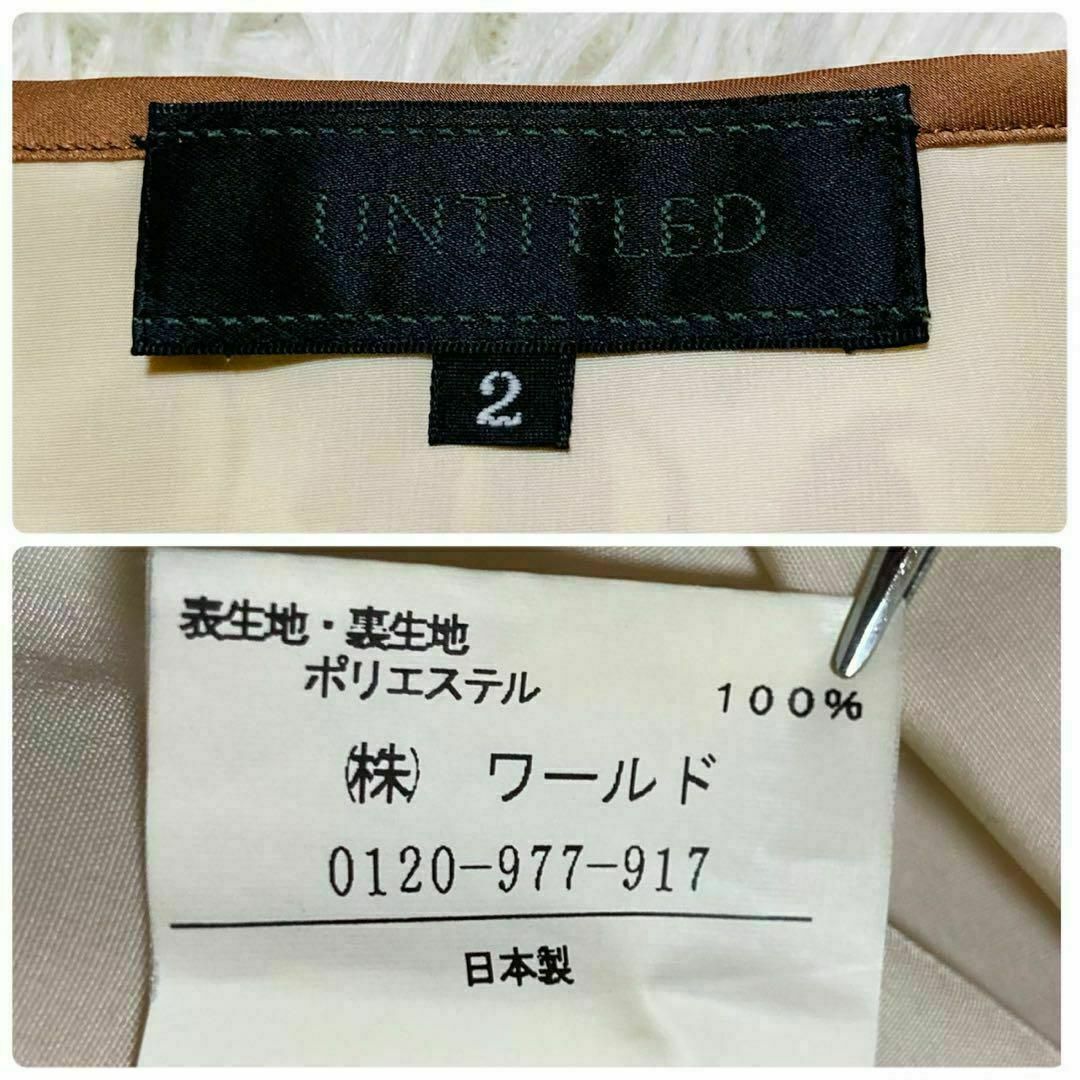 UNTITLED
2
表生地・裏生地
ポリエステル 100%
㈱ ワールド
0120-977-917
日本製